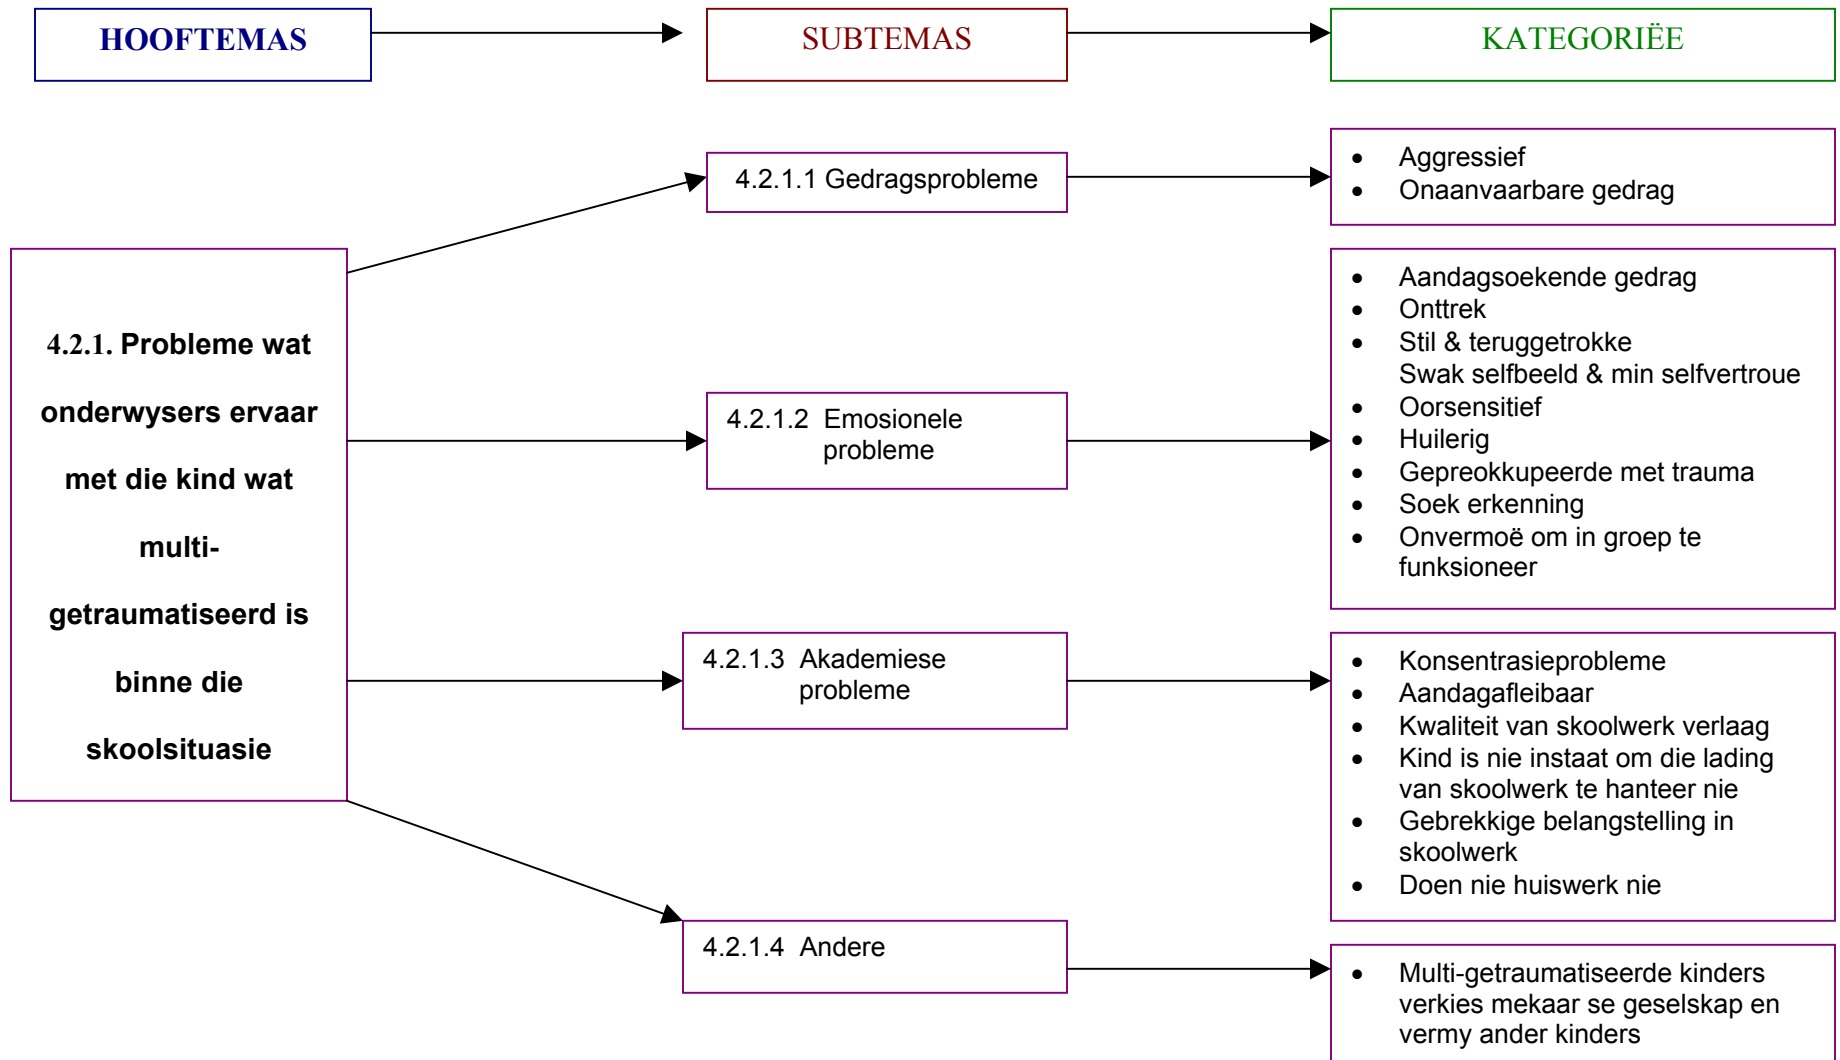 HOOFTEMAS
SUBTEMAS
KATEGORIËE
4.2.1. Probleme wat
onderwysers ervaar
met die kind wat
multi-
getraumatiseerd is
binne die
skoolsituasie
4.2.1.1 Gedragsprobleme
• Aggressief
• Onaanvaarbare gedrag
4.2.1.2 Emosionele
probleme
• Aandagsoekende gedrag
• Onttrek
• Stil & teruggetrokke
Swak selfbeeld & min selfvertroue
• Oorsensitief
• Huilerig
• Gepreokkupeerde met trauma
• Soek erkenning
• Onvermoë om in groep te
funksioneer
4.2.1.3 Akademiese
probleme
• Konsentrasieprobleme
• Aandagafleibaar
• Kwaliteit van skoolwerk verlaag
• Kind is nie instaat om die lading
van skoolwerk te hanteer nie
• Gebrekkige belangstelling in
skoolwerk
• Doen nie huiswerk nie
4.2.1.4 Andere
• Multi-getraumatiseerde kinders
verkies mekaar se geselskap en
vermy ander kinders